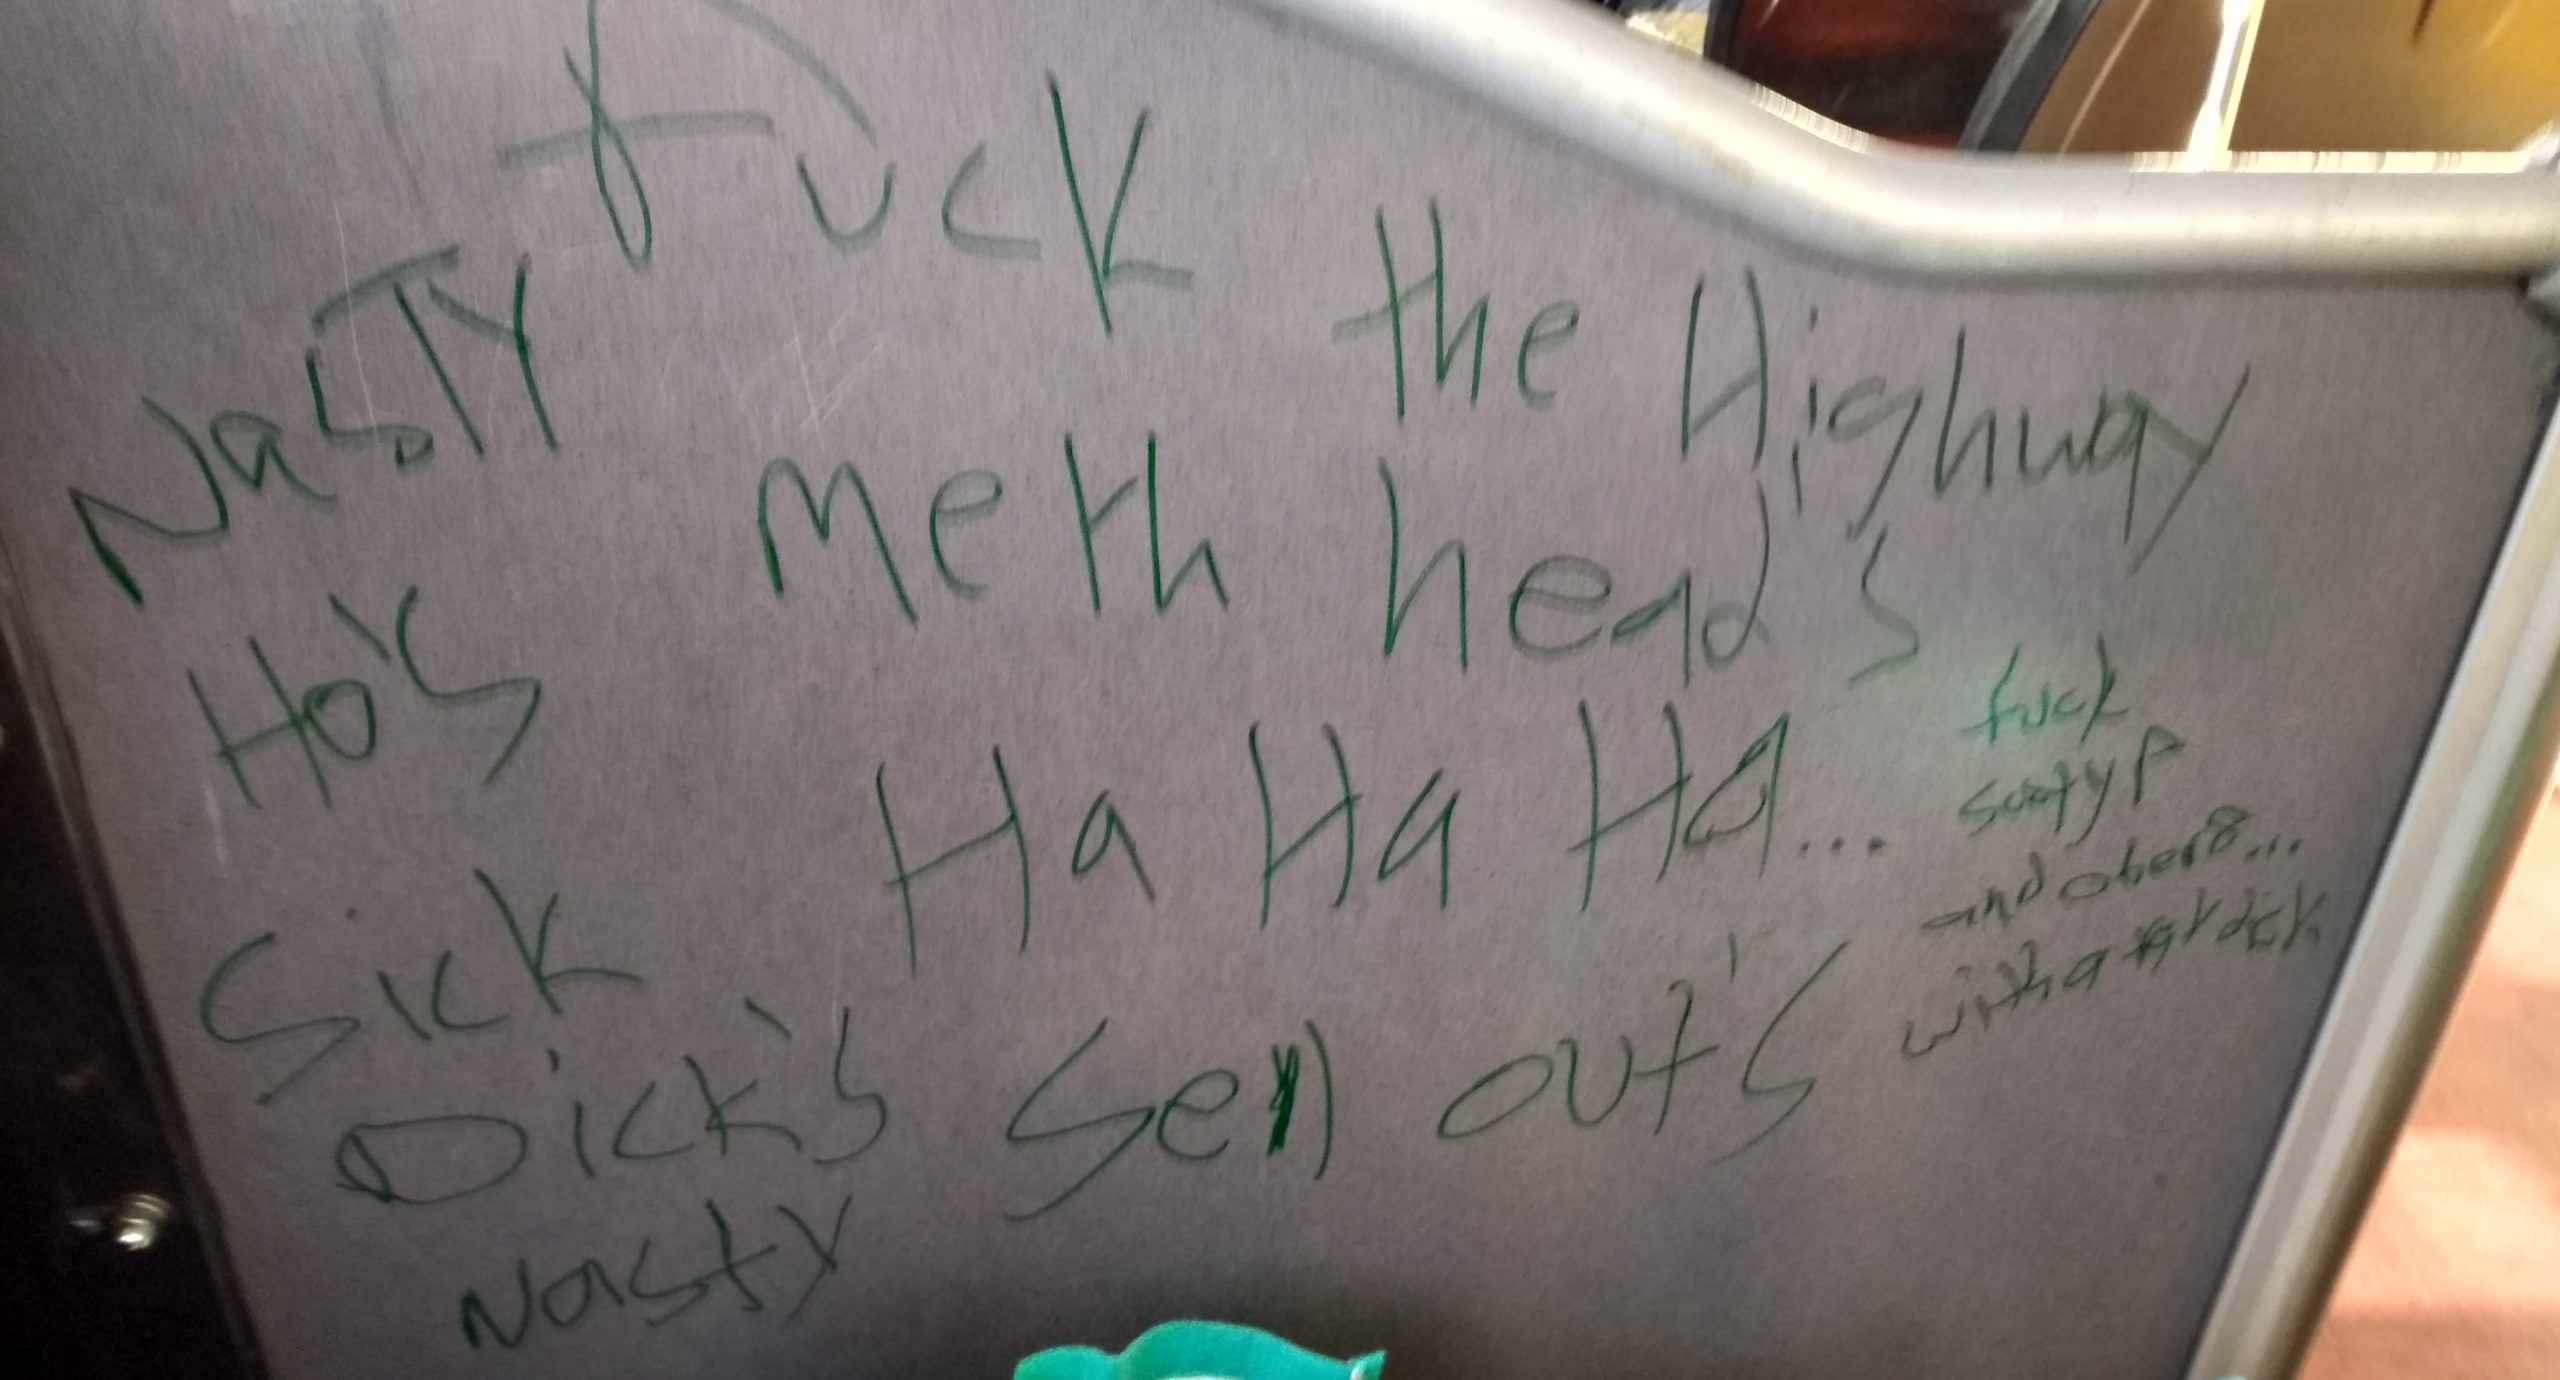 fuck
the Highway
Meth head's
Ha Ha Ha...
Sell out's
NaSTY
Ho's
Sick
Dick's
Nasty
fuck
and others...
with a dick